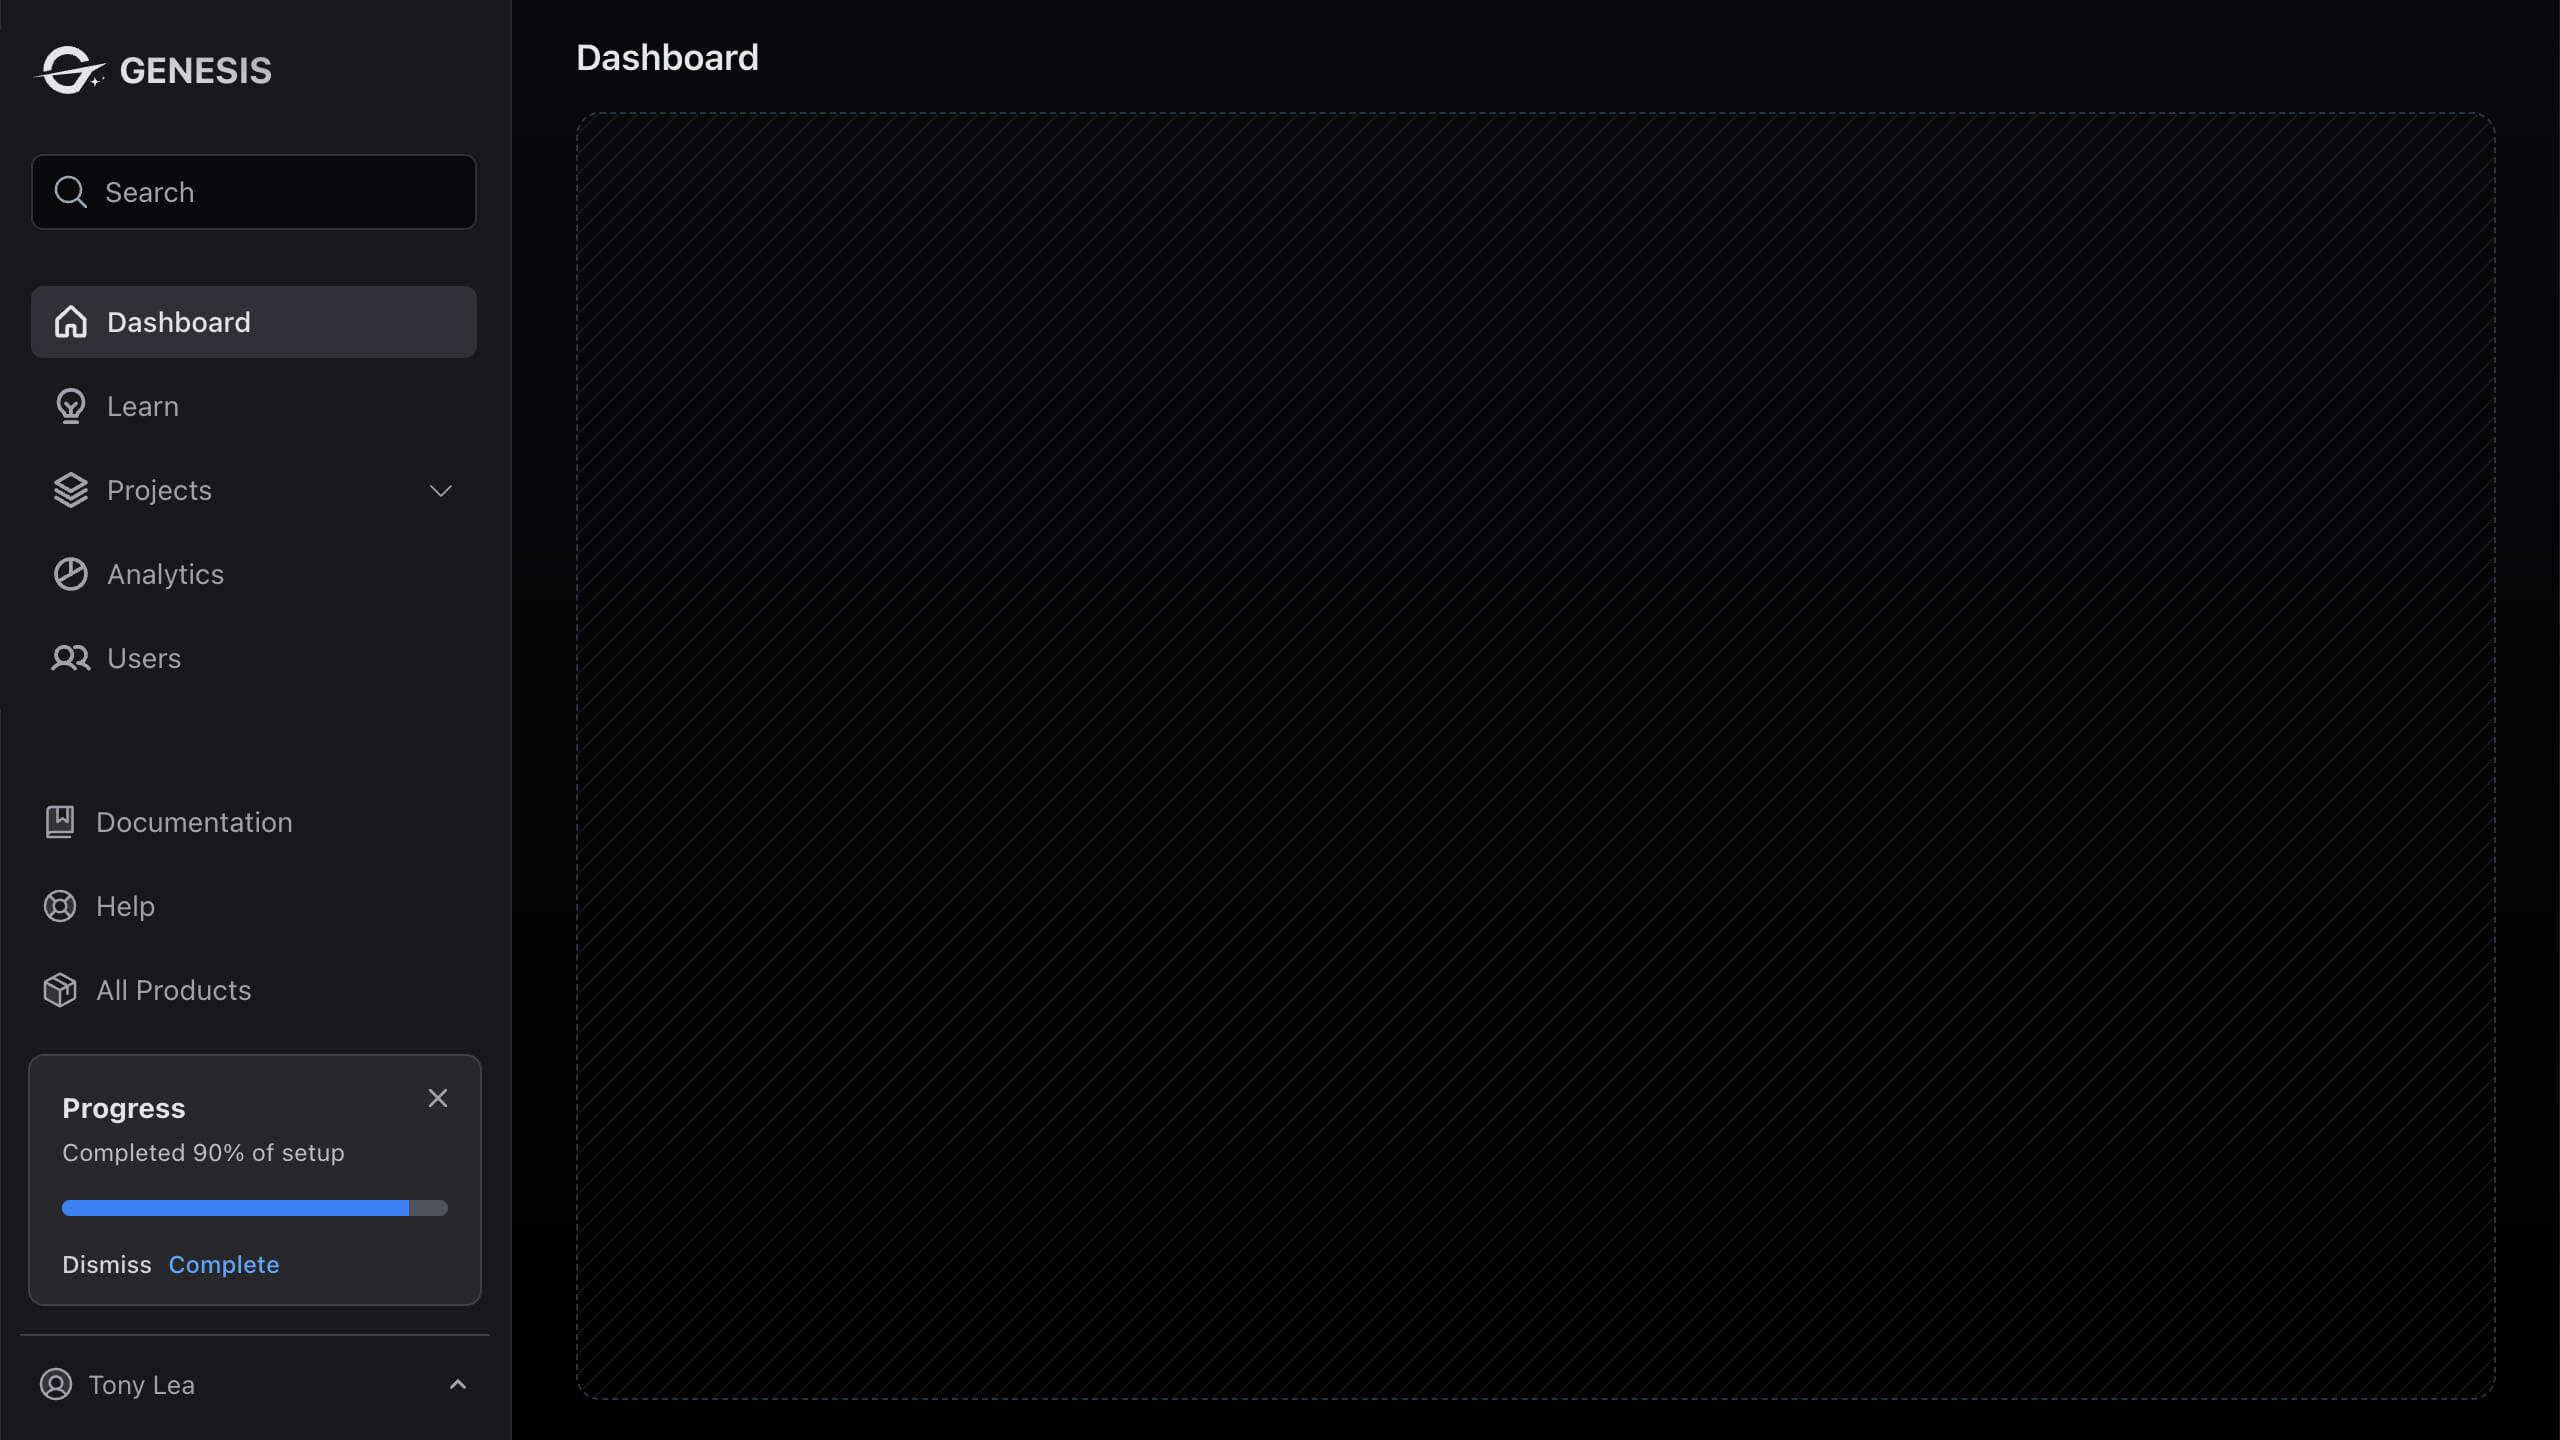 GENESIS
Search
Dashboard
Learn
Projects
Analytics
Users
Documentation
Help
All Products
Progress
Completed 90% of setup
Dismiss Complete
Tony Lea
Dashboard